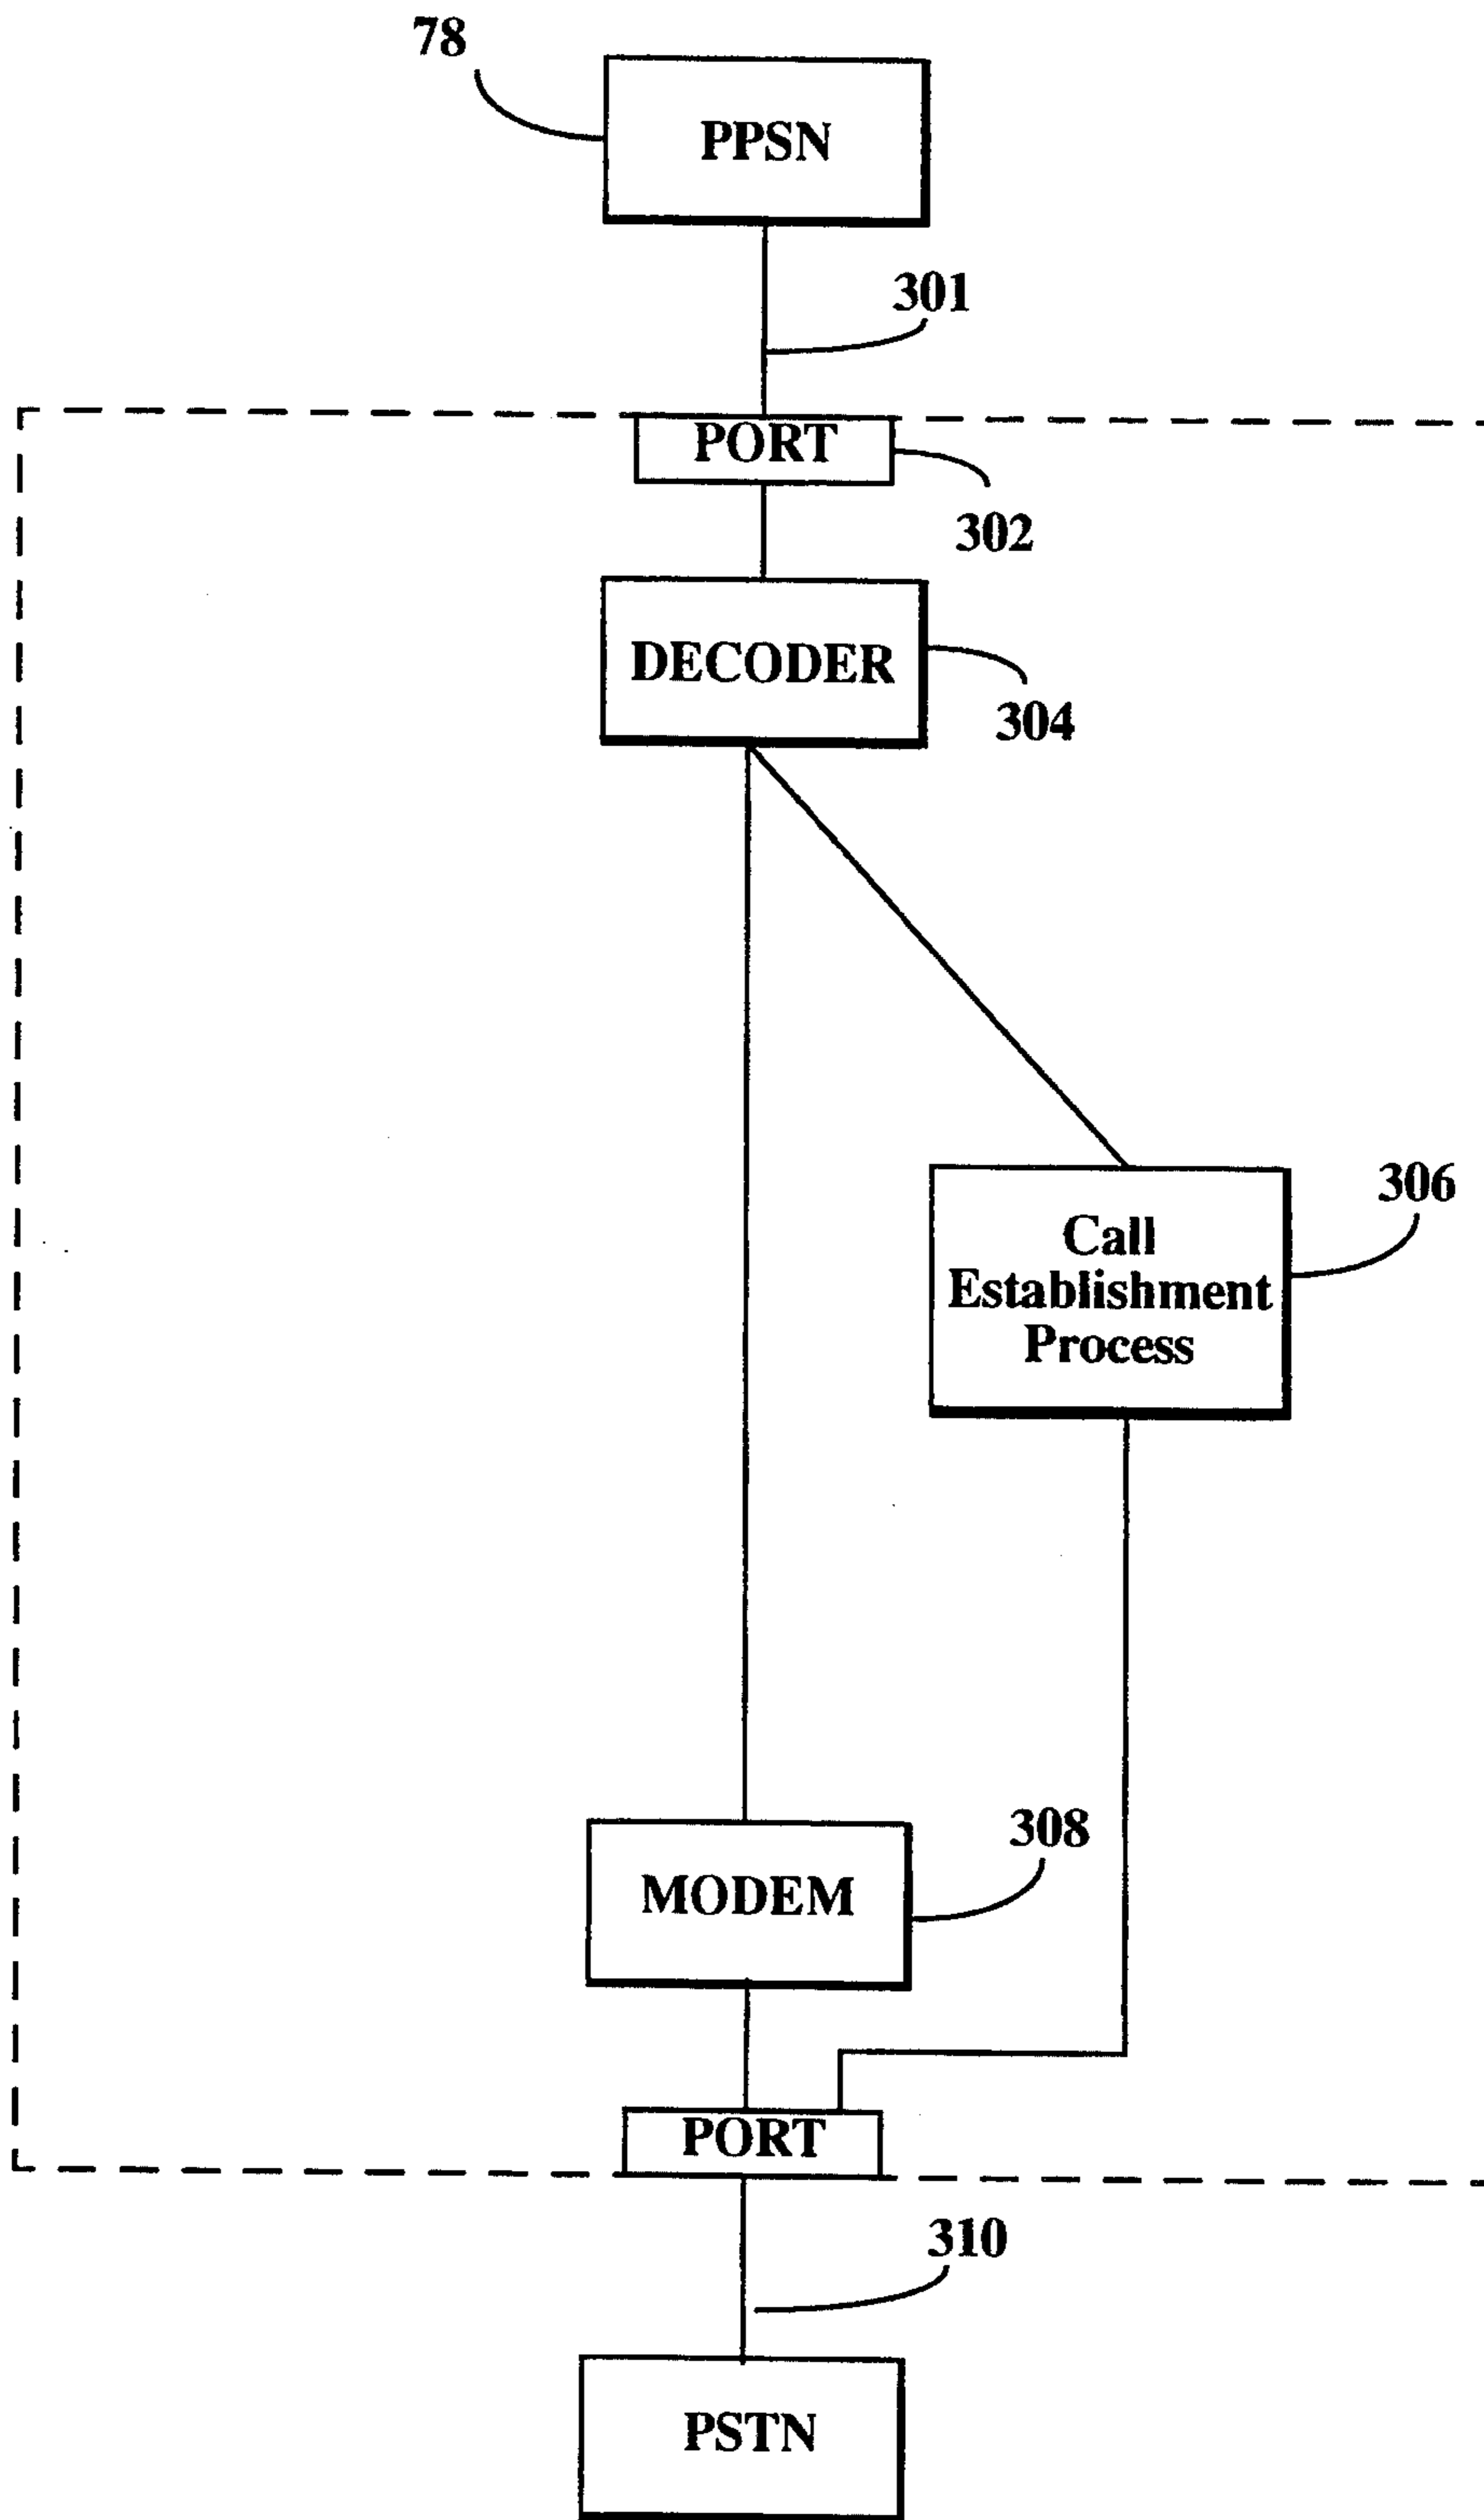 78
PPSN
301
PORT
302
DECODER
304
306
Call
Establishment
Process
308
MODEM
PORT
310
PSTN